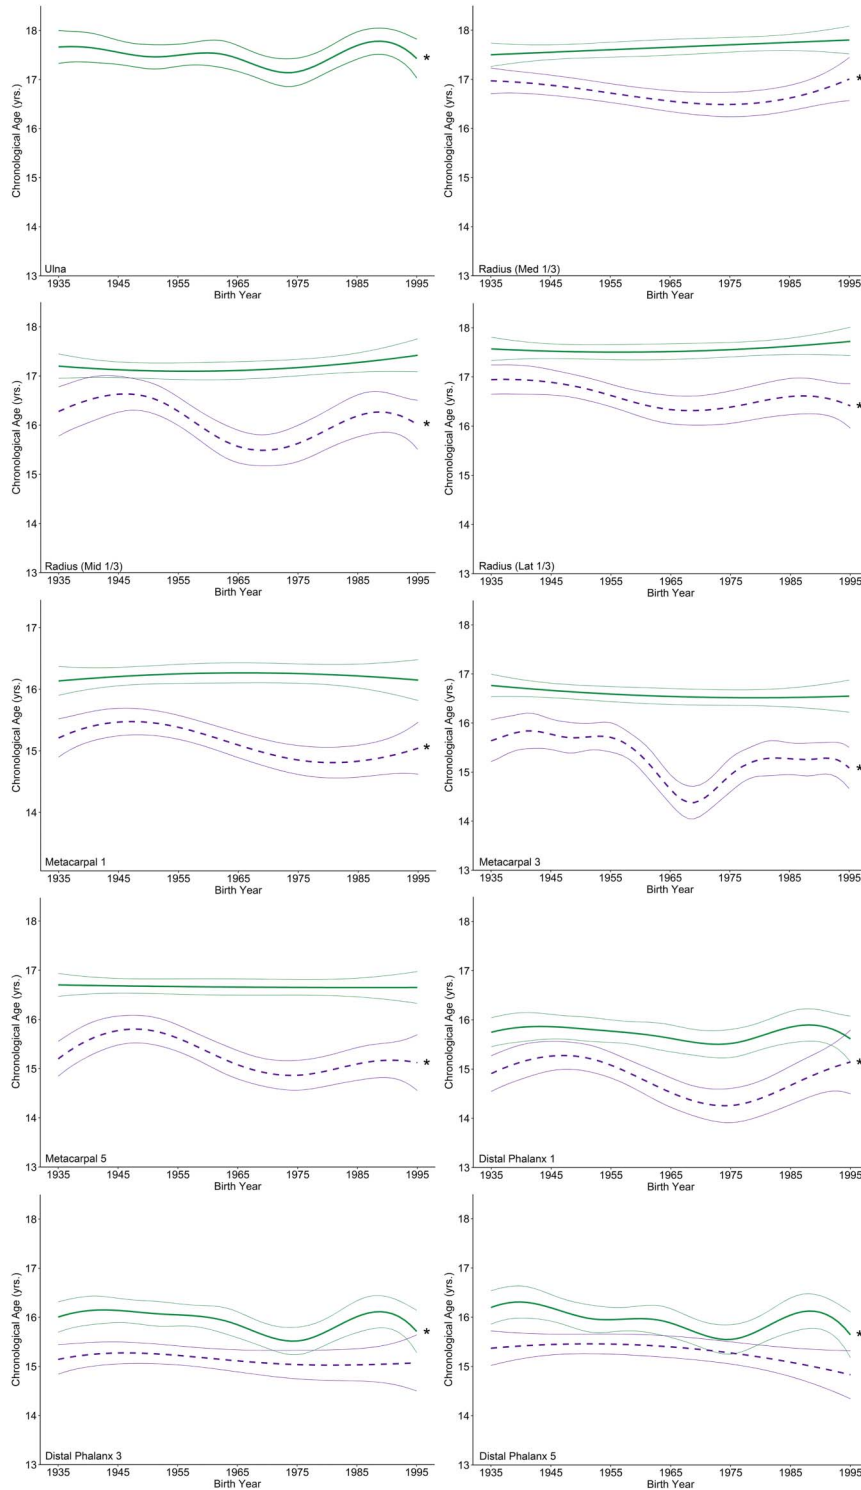 18
17
16
15
14
13
Chronological Age (yrs.)
Ulna
1935 1945 1955 1965 1975 1985 1995
Birth Year
*
18
17
16
15
14
13
Chronological Age (yrs.)
Radius (Med 1/3)
1935 1945 1955 1965 1975 1985 1995
Birth Year
*
18
17
16
15
14
13
Chronological Age (yrs.)
Radius (Mid 1/3)
1935 1945 1955 1965 1975 1985 1995
Birth Year
*
18
17
16
15
14
13
Chronological Age (yrs.)
Radius (Lat 1/3)
1935 1945 1955 1965 1975 1985 1995
Birth Year
*
17
16
15
14
Chronological Age (yrs.)
Metacarpal 1
1935 1945 1955 1965 1975 1985 1995
Birth Year
*
18
17
16
15
14
13
Chronological Age (yrs.)
Metacarpal 3
1935 1945 1955 1965 1975 1985 1995
Birth Year
*
18
17
16
15
14
13
Chronological Age (yrs.)
Metacarpal 5
1935 1945 1955 1965 1975 1985 1995
Birth Year
*
18
17
16
15
14
13
Chronological Age (yrs.)
Distal Phalanx 1
1935 1945 1955 1965 1975 1985 1995
Birth Year
*
18
17
16
15
14
13
Chronological Age (yrs.)
Distal Phalanx 3
1935 1945 1955 1965 1975 1985 1995
Birth Year
*
18
17
16
15
14
13
Chronological Age (yrs.)
Distal Phalanx 5
1935 1945 1955 1965 1975 1985 1995
Birth Year
*